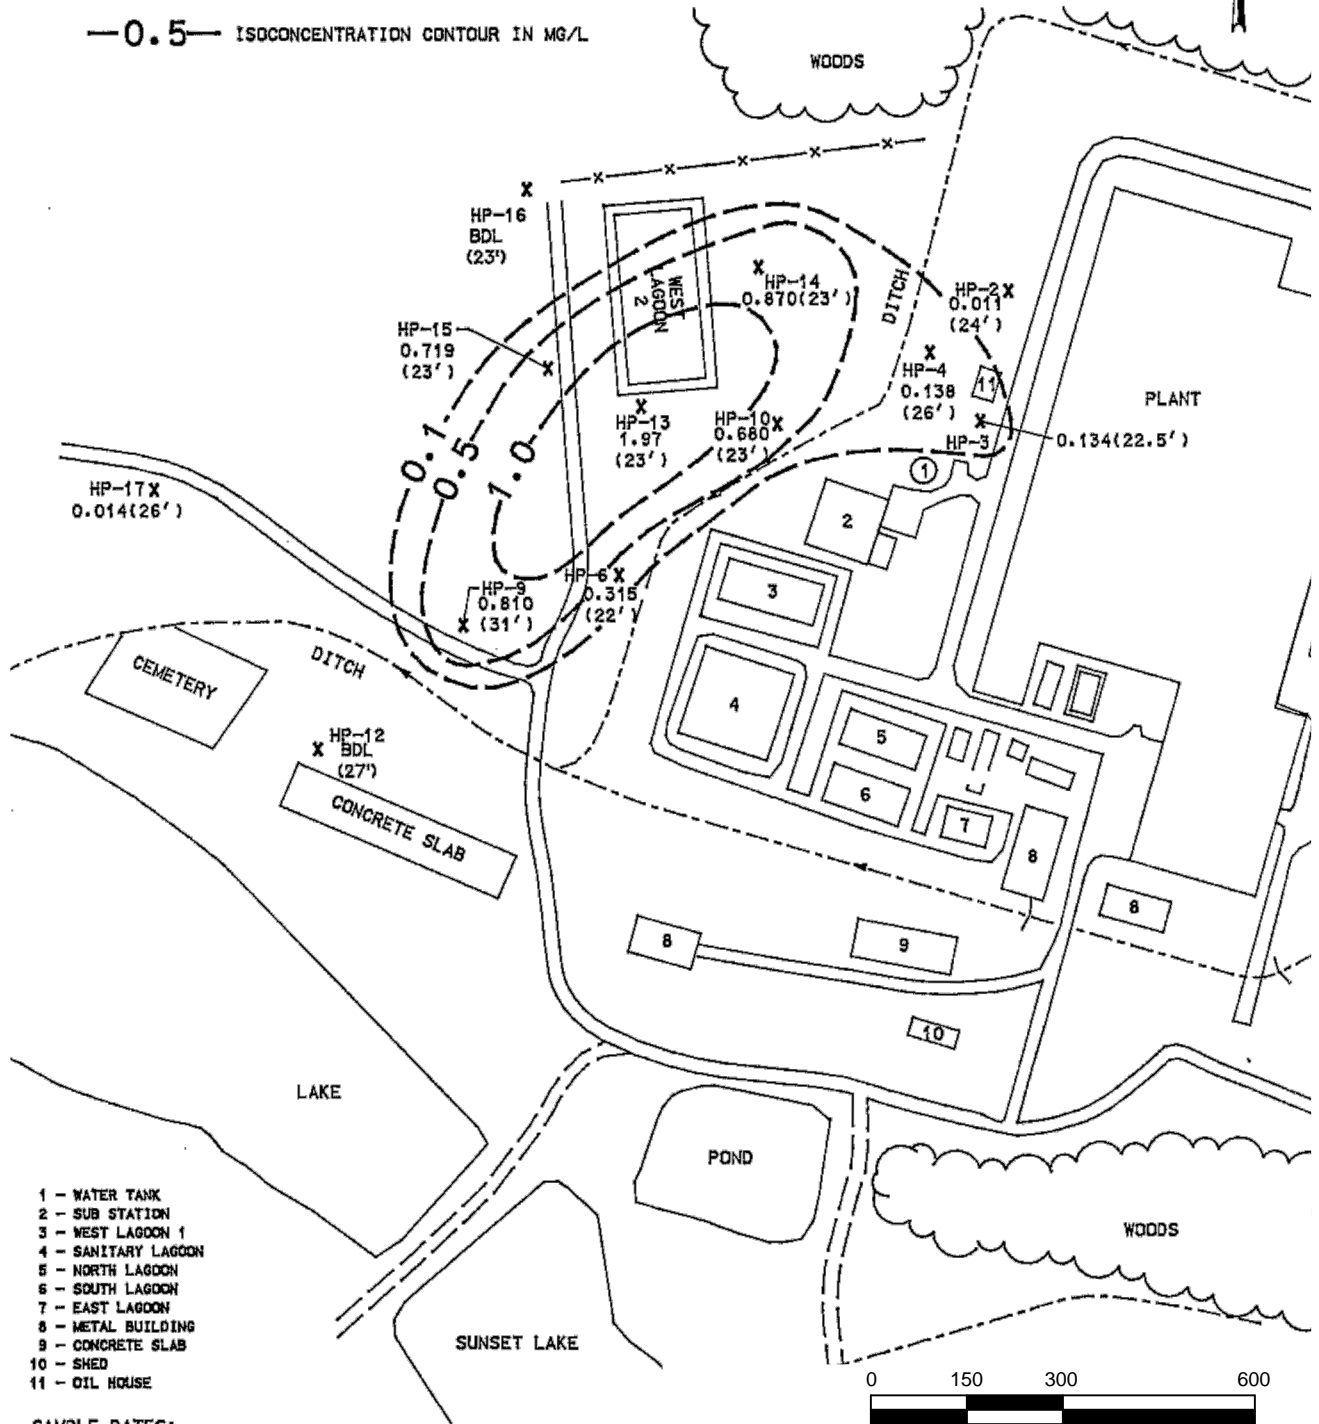 —0.5— ISOCONCENTRATION CONTOUR IN MG/L
WOODS
HP-16
BDL
(23')
WEST
LAGOON
2
HP-14
0.870(23')
DITCH
HP-2
0.011
(24')
HP-15
0.719
(23')
HP-4
0.138
(26')
11
PLANT
HP-13
1.97
(23')
HP-10
0.680
(23')
HP-3
0.134(22.5')
0.1
0.5
1.0
1
HP-17
0.014(26')
2
3
HP-9
0.810
(31')
HP-6
0.315
(22')
DITCH
CEMETERY
4
5
6
7
8
HP-12
BDL
(27')
CONCRETE SLAB
8
8
9
10
LAKE
POND
WOODS
SUNSET LAKE
1 - WATER TANK
2 - SUB STATION
3 - WEST LAGOON 1
4 - SANITARY LAGOON
5 - NORTH LAGOON
6 - SOUTH LAGOON
7 - EAST LAGOON
8 - METAL BUILDING
9 - CONCRETE SLAB
10 - SHED
11 - OIL HOUSE
SAMPLE DATES:
0 150 300 600